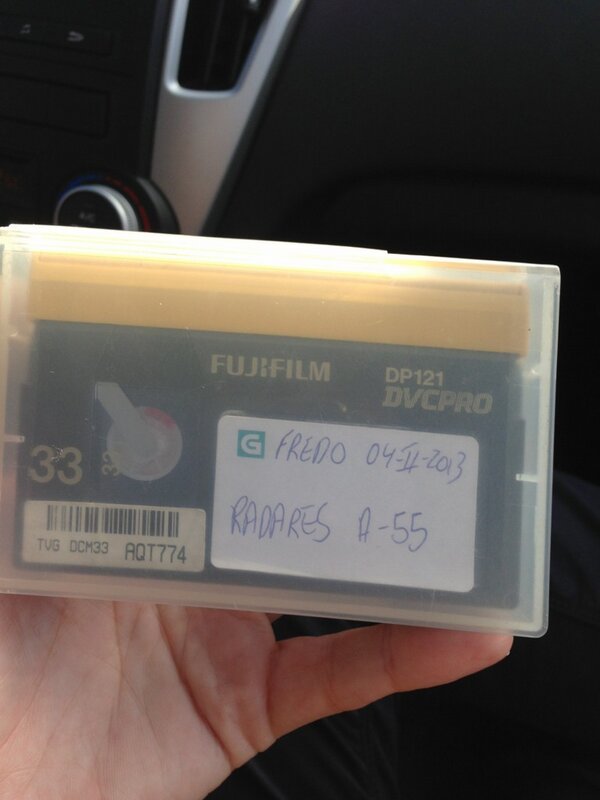 FUJIFILM
DP121
DVCPRO
33
G FREDO 04-II-2013
RADARES A-55
TVG DCM33 AQT774